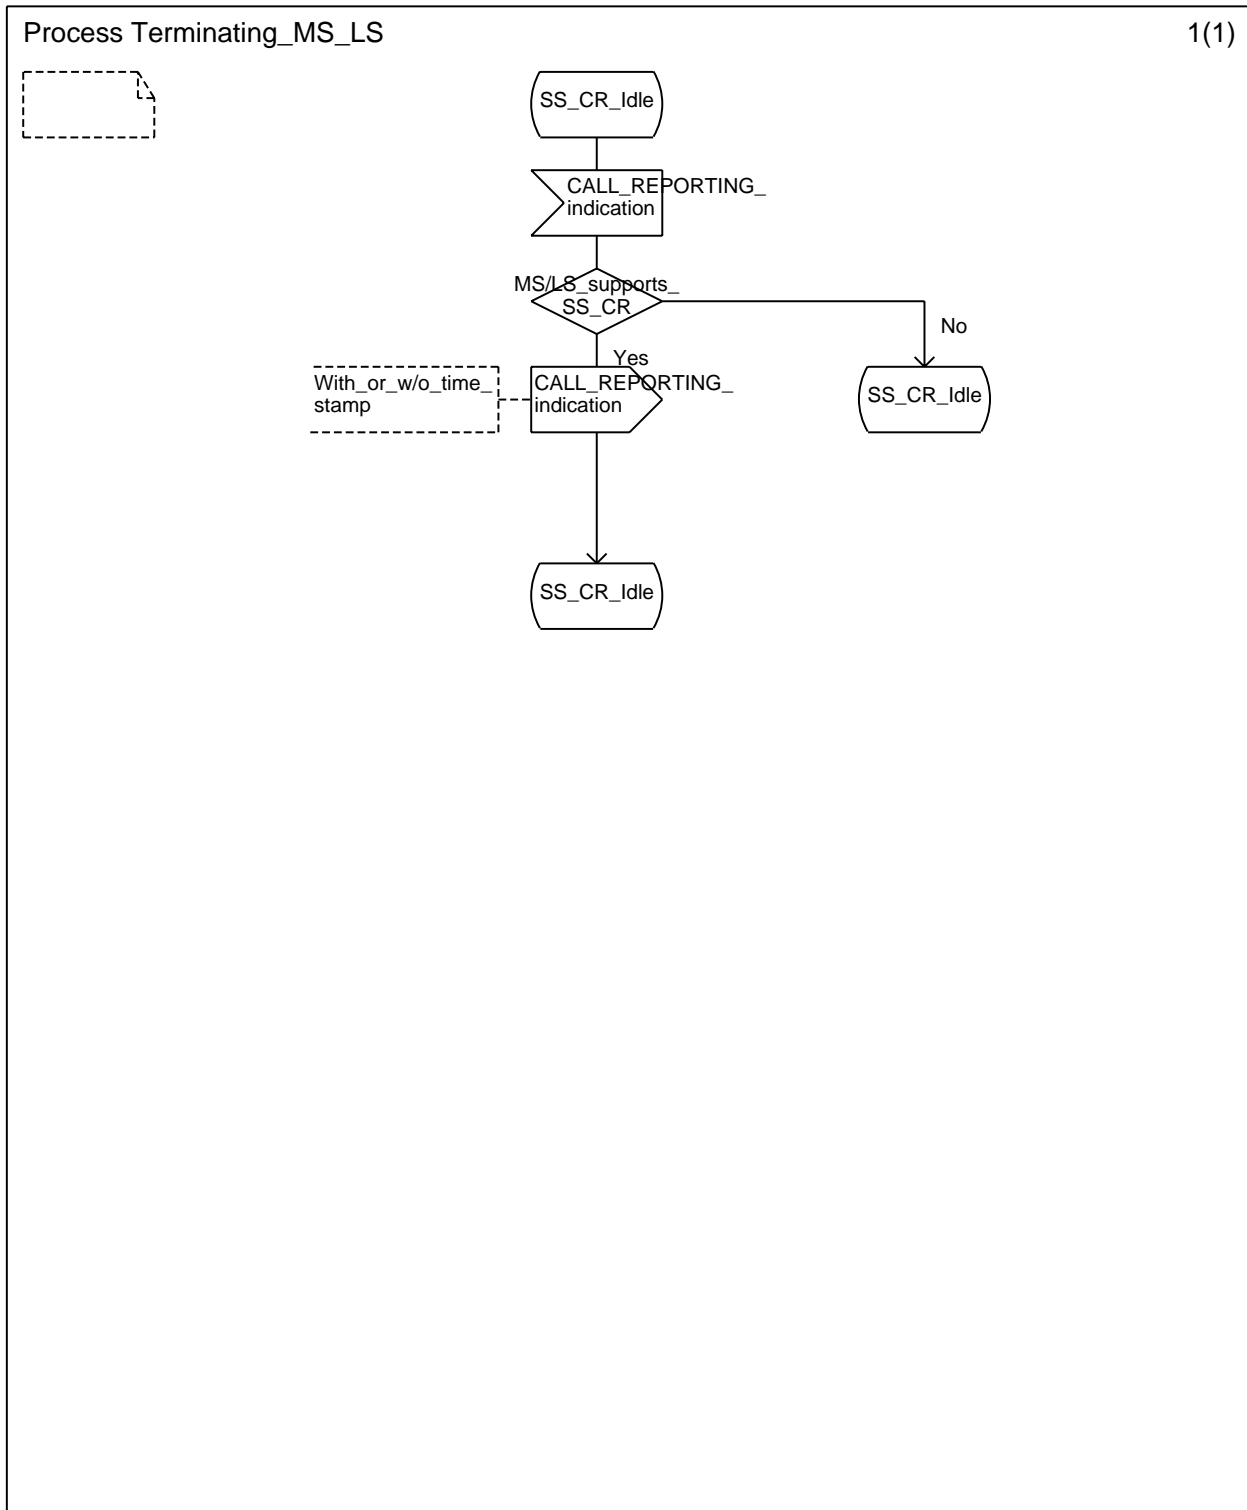 Process Terminating_MS_LS
1(1)
SS_CR_Idle
CALL_REPORTING_
indication
MS/LS_supports_
SS_CR
No
Yes
With_or_w/o_time_
stamp
CALL_REPORTING_
indication
SS_CR_Idle
SS_CR_Idle